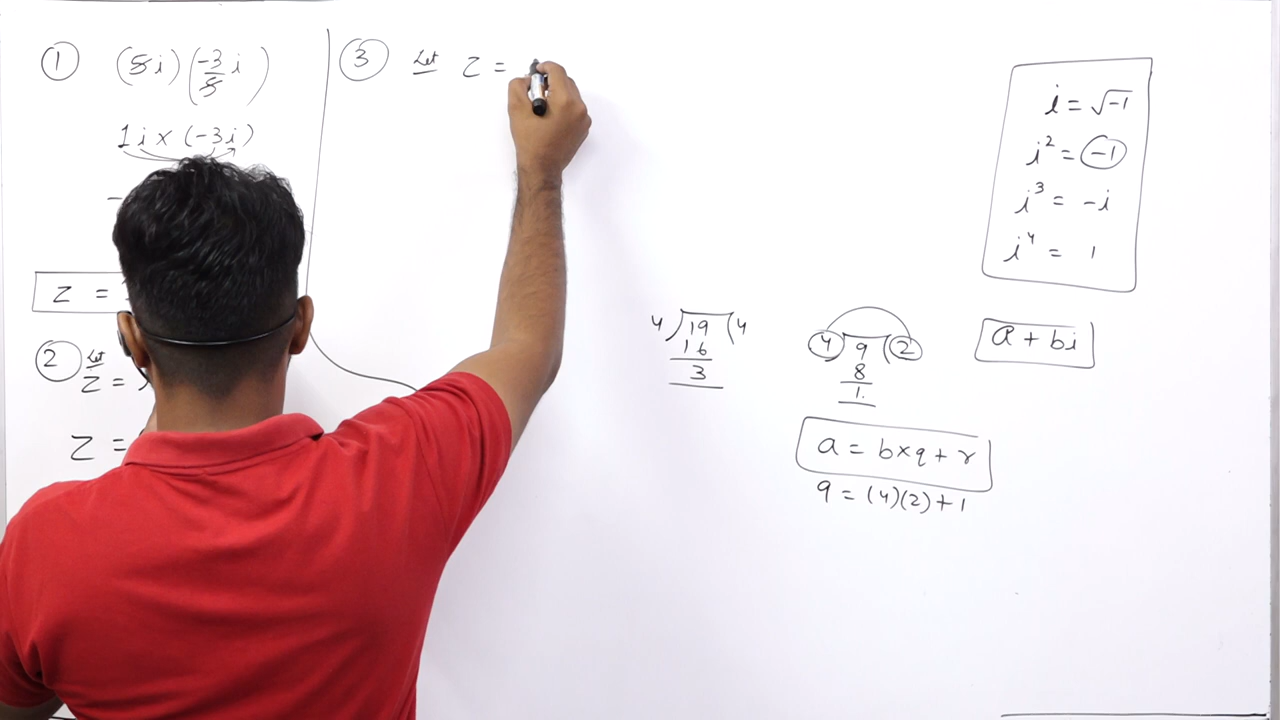 ① (5i)(-3/5 i)
1i × (-3i)
-
z =
② Let
z =
z =
③ Let z =
4)19(4
16
3
4)9(2
8
1.
a = b×q+r
9 = (4)(2)+1
i = √-1
i² = -1
i³ = -i
i⁴ = 1
a + bi